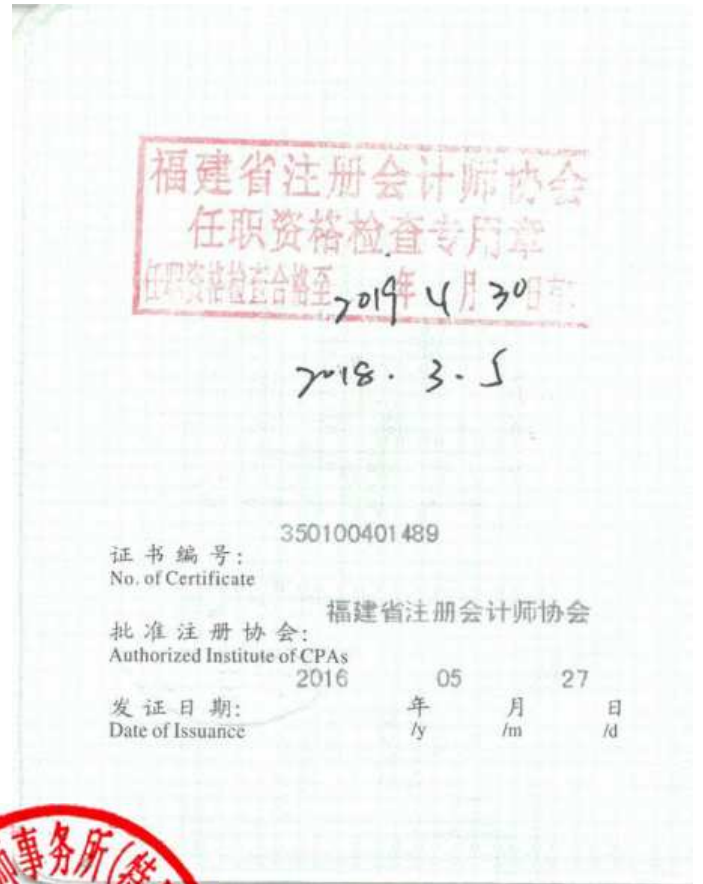 福建省注册会计师协会
任职资格检查专用章
任职资格检查合格至2019年4月30日有
2018.3.5
350100401489
证书编号:
No. of Certificate
福建省注册会计师协会
批准注册协会:
Authorized Institute of CPAs
2016 05 27
发证日期: 年 月 日
Date of Issuance /y /m /d
事务所(特